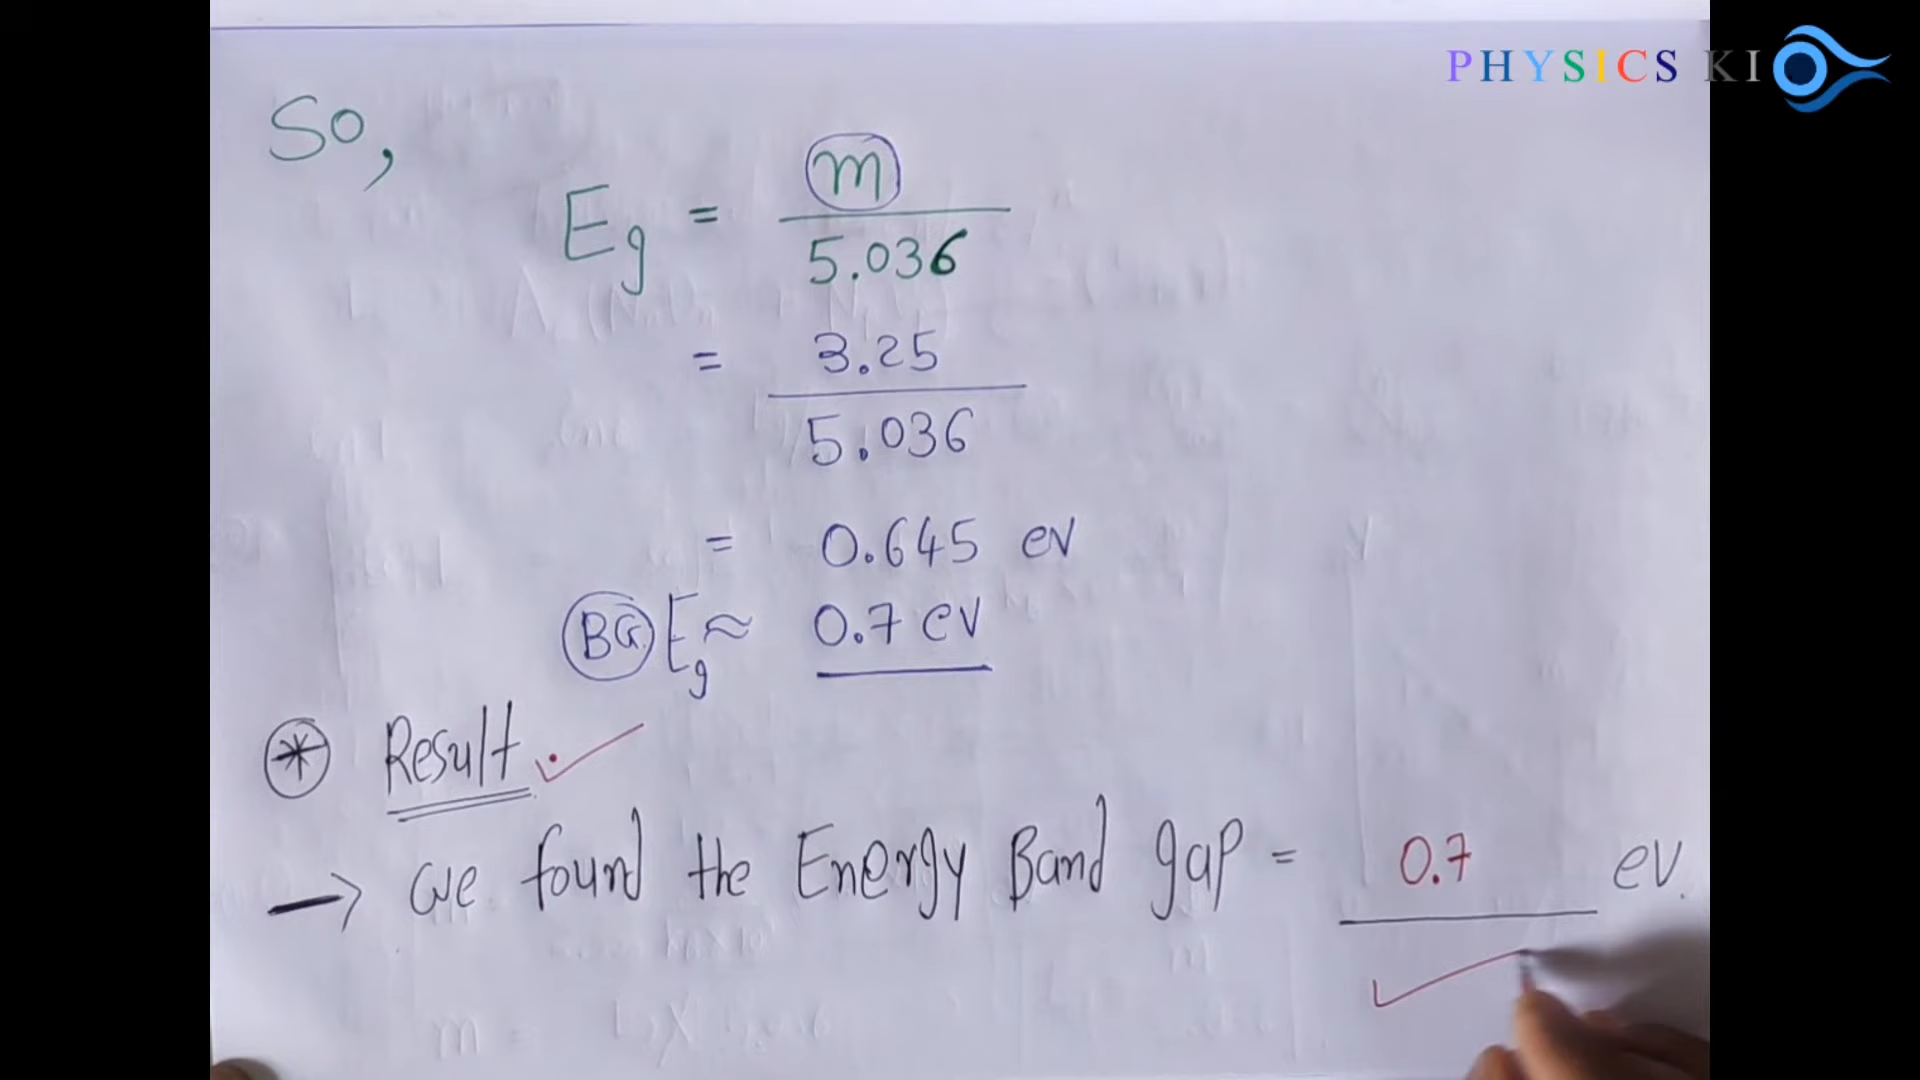 PHYSICS KI
So,
Eg = m
5.036
= 3.25
5.036
= 0.645 ev
BG Eg ≈ 0.7 ev
* Result
→ we found the Energy Band gap = 0.7 ev.